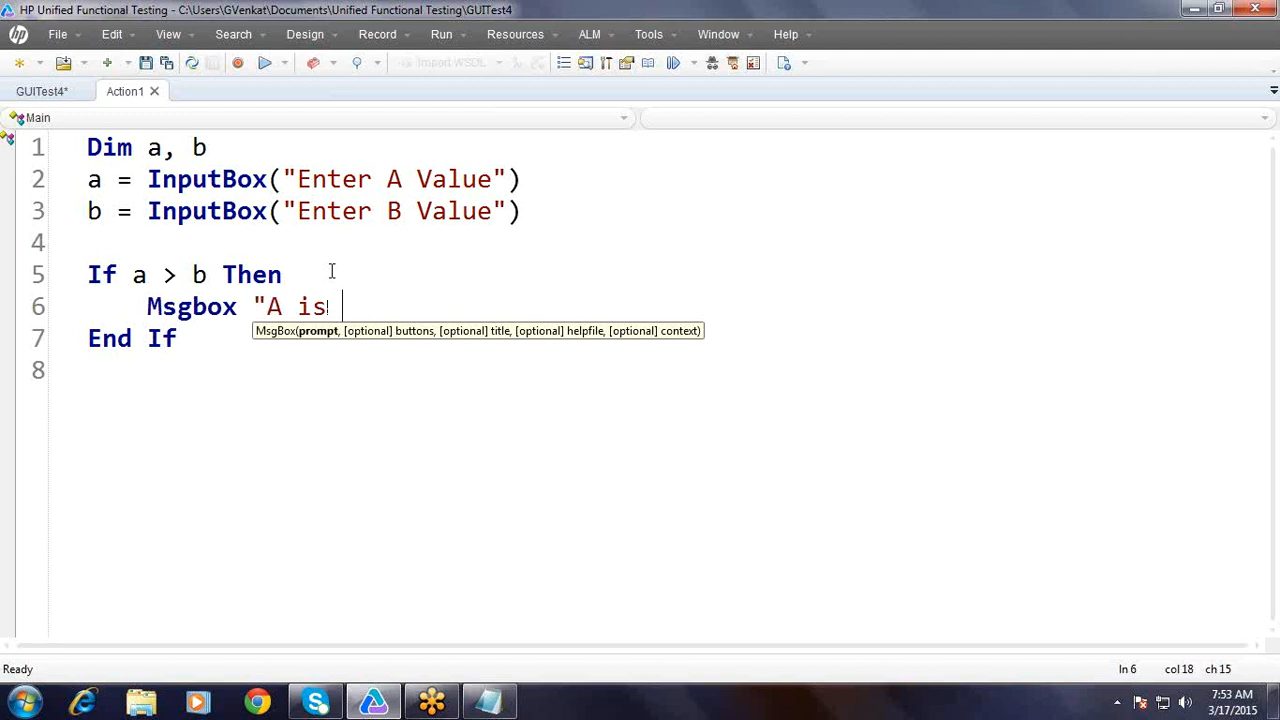 HP Unified Functional Testing - C:\Users\GVenkat\Documents\Unified Functional Testing\GUITest4
hp File Edit View Search Design Record Run Resources ALM Tools Window Help
Import WSDL
GUITest4* Action1
Main
1 Dim a, b
2 a = InputBox("Enter A Value")
3 b = InputBox("Enter B Value")
4
5 If a > b Then
6 Msgbox "A is
MsgBox(prompt, [optional] buttons, [optional] title, [optional] helpfile, [optional] context)
7 End If
8
Ready Ln 6 col 18 ch 15
7:53 AM
3/17/2015